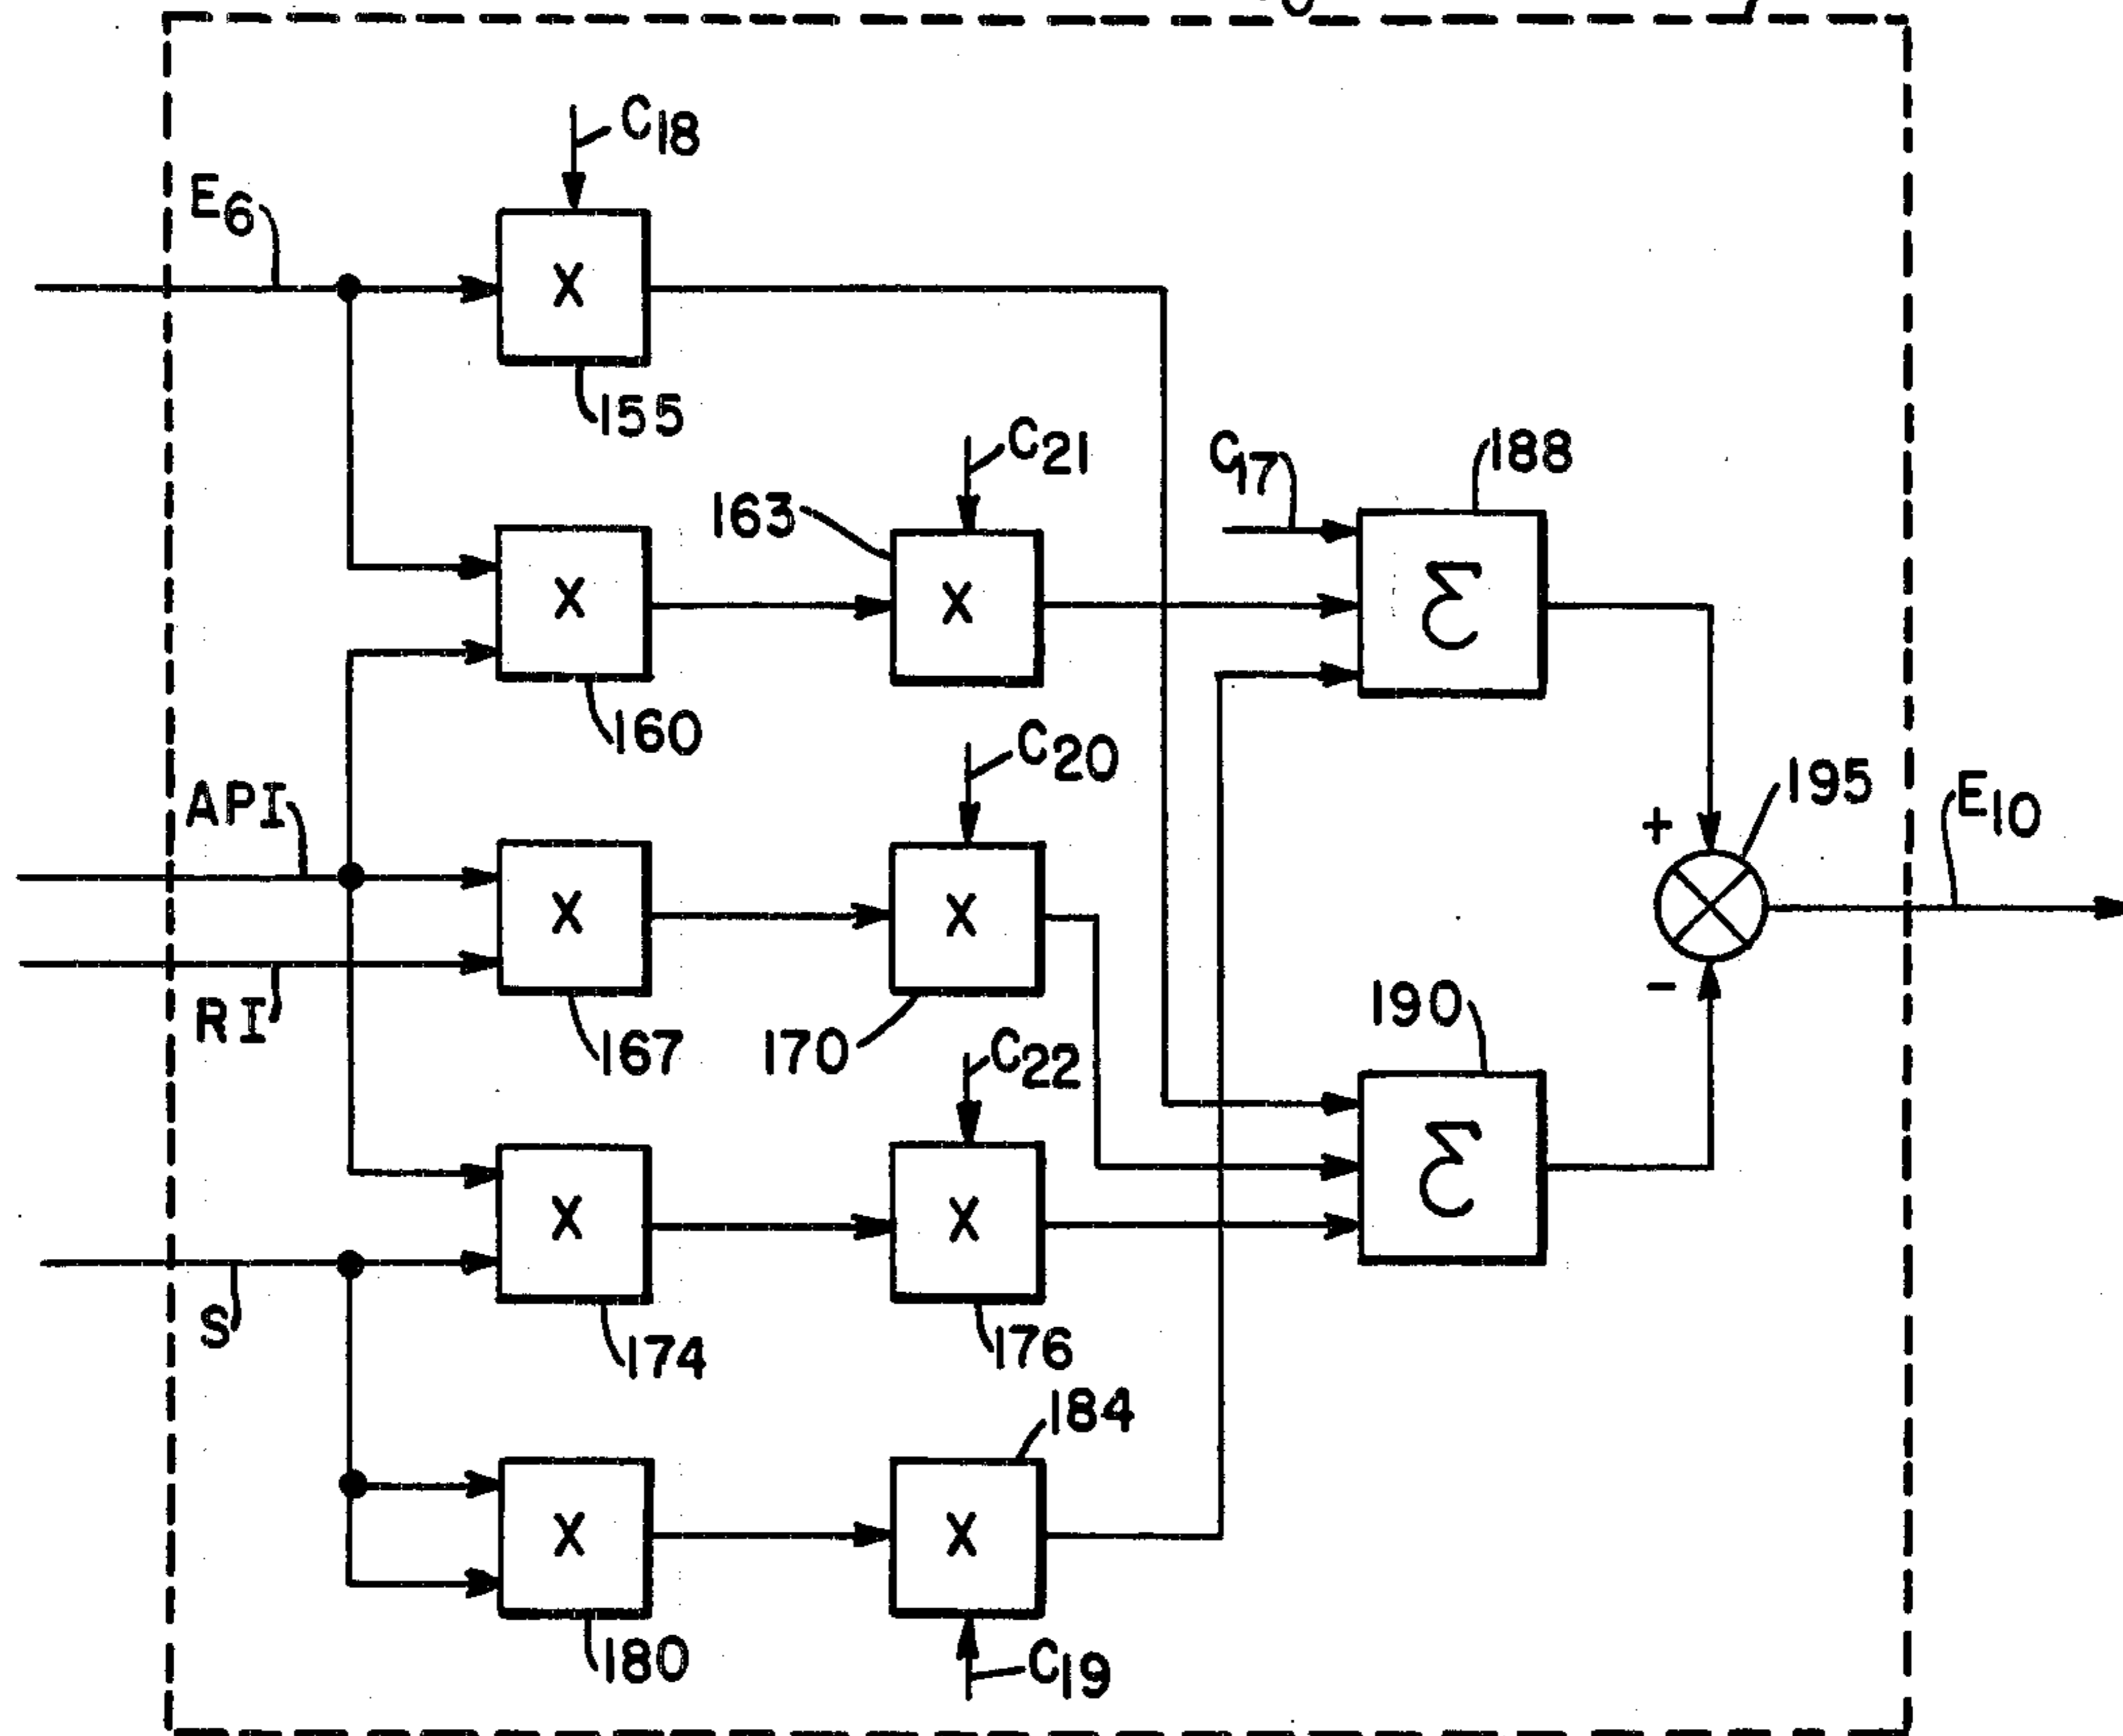 C18
E6
X
155
C21
C17
188
163
X
X
Σ
160
C20
API
195
E10
+
X
X
RI
-
190
167
170
C22
Σ
X
X
S
174
176
184
X
X
180
C19